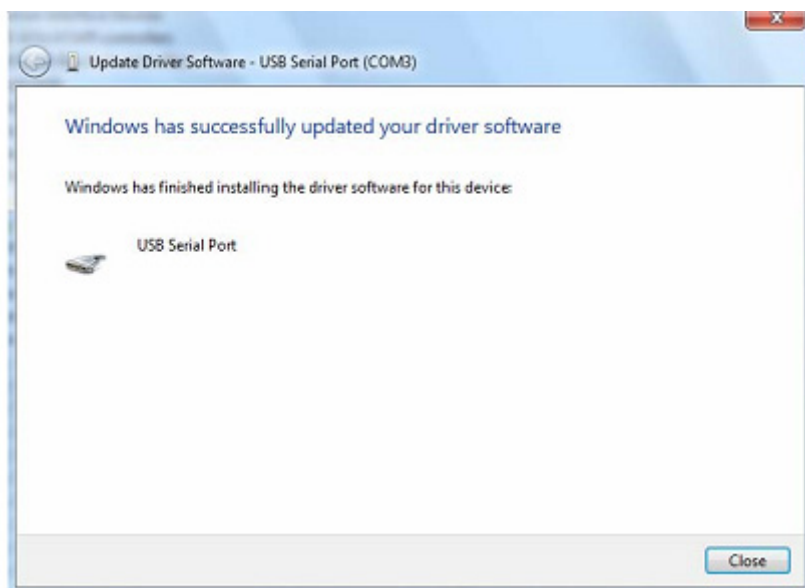 Update Driver Software - USB Serial Port (COM3)
Windows has successfully updated your driver software
Windows has finished installing the driver software for this device:
USB Serial Port
Close